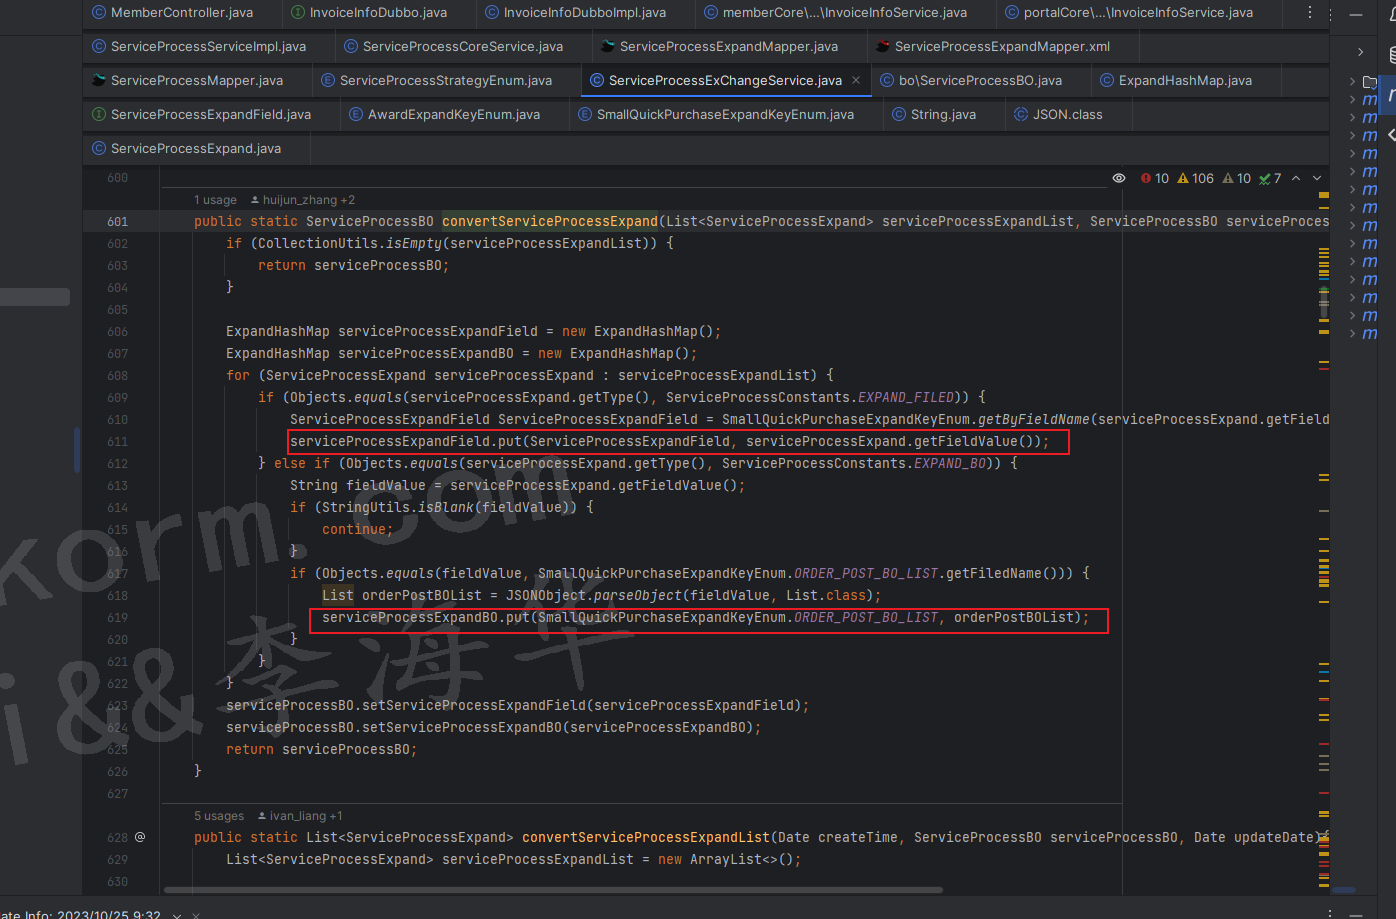 MemberController.java InvoiceInfoDubbo.java InvoiceInfoDubboImpl.java memberCore\...\InvoiceInfoService.java portalCore\...\InvoiceInfoService.java
ServiceProcessServiceImpl.java ServiceProcessCoreService.java ServiceProcessExpandMapper.java ServiceProcessExpandMapper.xml
ServiceProcessMapper.java ServiceProcessStrategyEnum.java ServiceProcessExChangeService.java bo\ServiceProcessBO.java ExpandHashMap.java
ServiceProcessExpandField.java AwardExpandKeyEnum.java SmallQuickPurchaseExpandKeyEnum.java String.java JSON.class
ServiceProcessExpand.java
600 10 106 10 7
1 usage huijun_zhang +2
601 public static ServiceProcessBO convertServiceProcessExpand(List<ServiceProcessExpand> serviceProcessExpandList, ServiceProcessBO serviceProces
602 if (CollectionUtils.isEmpty(serviceProcessExpandList)) {
603 return serviceProcessBO;
604 }
605
606 ExpandHashMap serviceProcessExpandField = new ExpandHashMap();
607 ExpandHashMap serviceProcessExpandBO = new ExpandHashMap();
608 for (ServiceProcessExpand serviceProcessExpand : serviceProcessExpandList) {
609 if (Objects.equals(serviceProcessExpand.getType(), ServiceProcessConstants.EXPAND_FILED)) {
610 ServiceProcessExpandField ServiceProcessExpandField = SmallQuickPurchaseExpandKeyEnum.getByFieldName(serviceProcessExpand.getField
611 serviceProcessExpandField.put(ServiceProcessExpandField, serviceProcessExpand.getFieldValue());
612 } else if (Objects.equals(serviceProcessExpand.getType(), ServiceProcessConstants.EXPAND_BO)) {
613 String fieldValue = serviceProcessExpand.getFieldValue();
614 if (StringUtils.isBlank(fieldValue)) {
615 continue;
616 }
617 if (Objects.equals(fieldValue, SmallQuickPurchaseExpandKeyEnum.ORDER_POST_BO_LIST.getFiledName())) {
618 List orderPostBOList = JSONObject.parseObject(fieldValue, List.class);
619 serviceProcessExpandBO.put(SmallQuickPurchaseExpandKeyEnum.ORDER_POST_BO_LIST, orderPostBOList);
620 }
621 }
622 }
623 serviceProcessBO.setServiceProcessExpandField(serviceProcessExpandField);
624 serviceProcessBO.setServiceProcessExpandBO(serviceProcessExpandBO);
625 return serviceProcessBO;
626 }
627
5 usages ivan_liang +1
628 public static List<ServiceProcessExpand> convertServiceProcessExpandList(Date createTime, ServiceProcessBO serviceProcessBO, Date updateDate){
629 List<ServiceProcessExpand> serviceProcessExpandList = new ArrayList<>();
630
ate Info: 2023/10/25 9:32
korm.com
i&&李海华